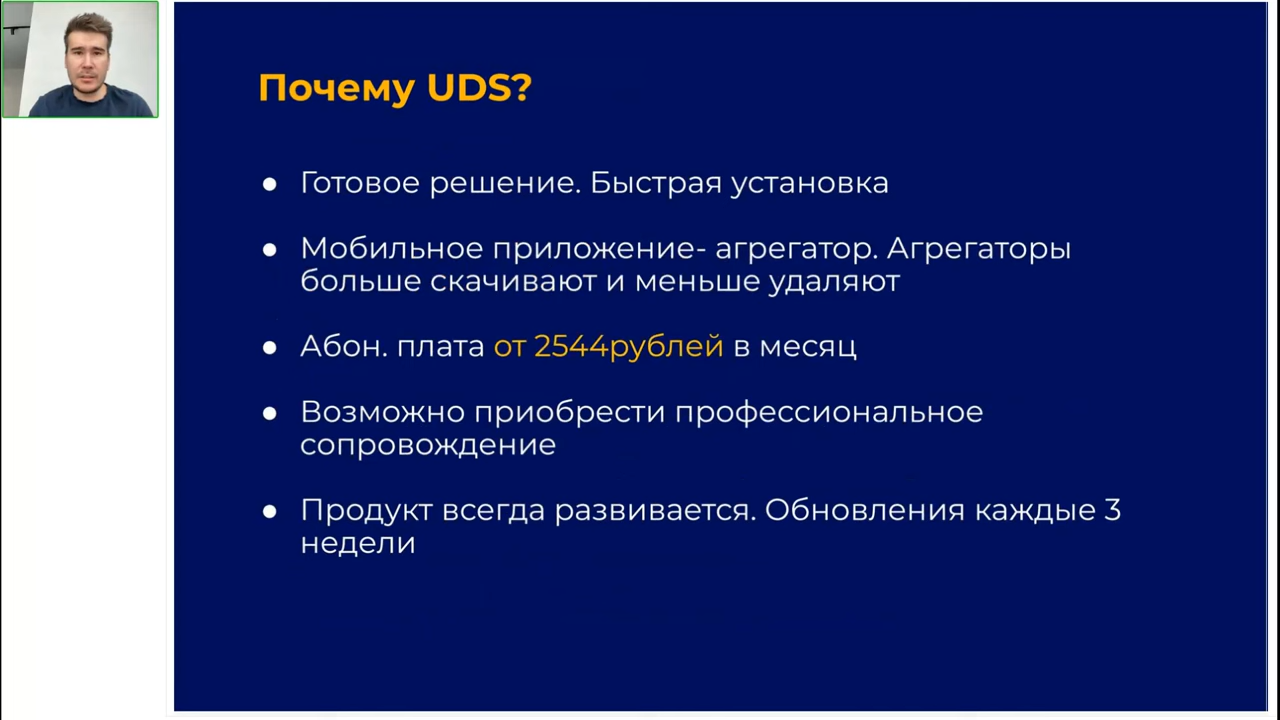 Почему UDS?
● Готовое решение. Быстрая установка
● Мобильное приложение- агрегатор. Агрегаторы
больше скачивают и меньше удаляют
● Абон. плата от 2544рублей в месяц
● Возможно приобрести профессиональное
сопровождение
● Продукт всегда развивается. Обновления каждые 3
недели